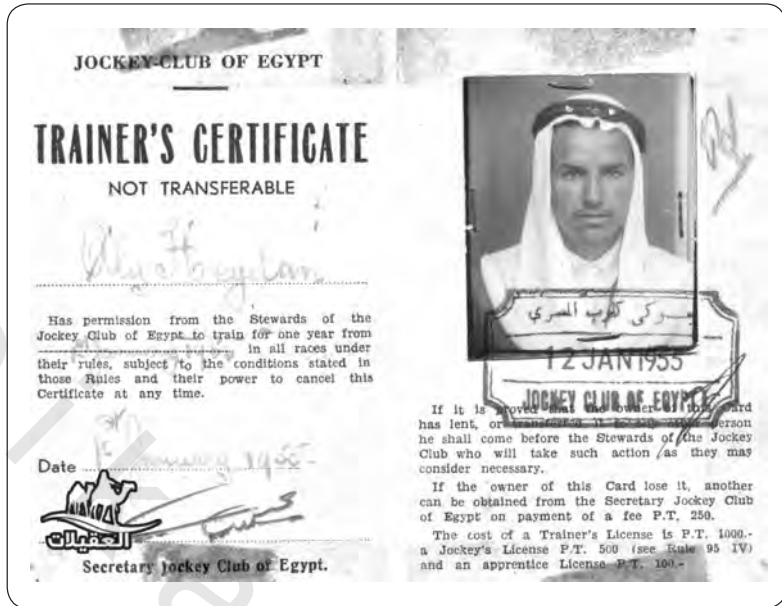 JOCKEY-CLUB OF EGYPT
TRAINER'S CERTIFICATE
NOT TRANSFERABLE
Has permission from the Stewards of the
Jockey Club of Egypt to train for one year from
in all races under
their rules, subject to the conditions stated in
those Rules and their power to cancel this
Certificate at any time.
Date January 1955
العقيلات
Secretary Jockey Club of Egypt.
كلوب المصري
12 JAN 1955
JOCKEY CLUB OF EGYPT
If it is proved that the owner of this Card
has lent, or transferred it to any other person
he shall come before the Stewards of the Jockey
Club who will take such action as they may
consider necessary.
If the owner of this Card lose it, another
can be obtained from the Secretary Jockey Club
of Egypt on payment of a fee P.T. 250.
The cost of a Trainer's License is P.T. 1000.-
a Jockey's License P.T. 500 (see Rule 95 IV)
and an apprentice License P.T. 100.-